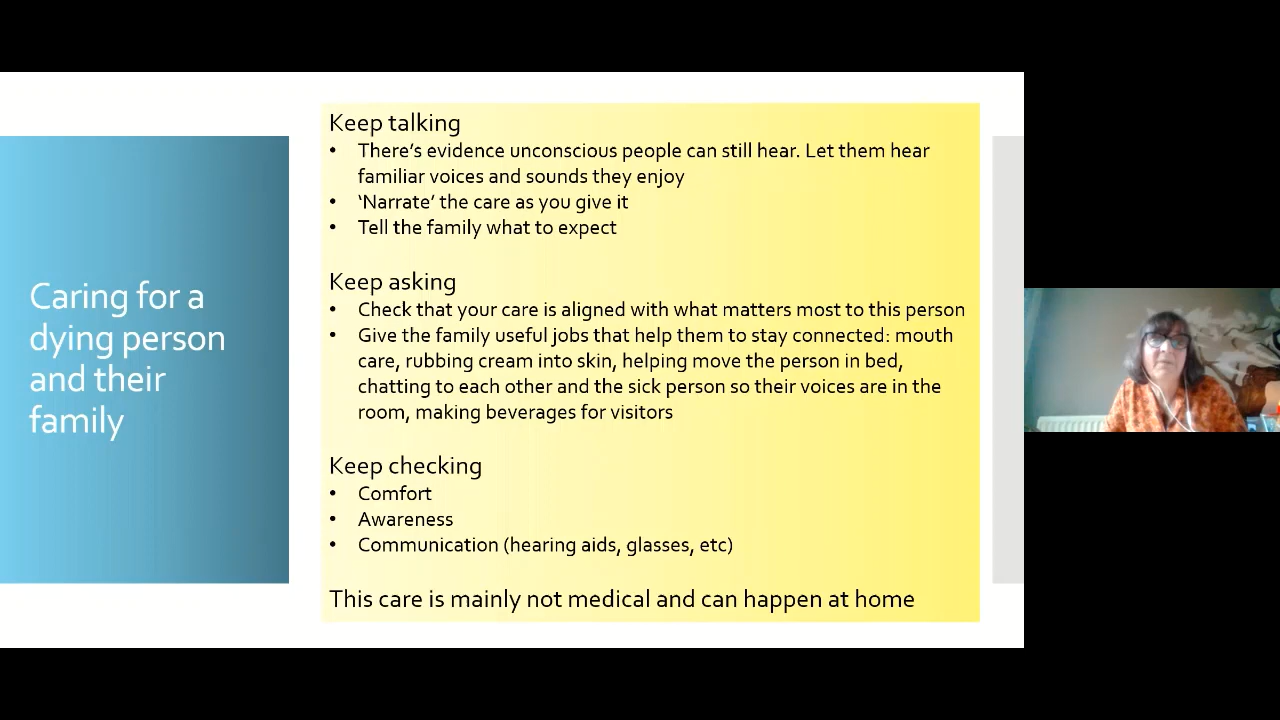 Caring for a
dying person
and their
family
Keep talking
• There's evidence unconscious people can still hear. Let them hear
familiar voices and sounds they enjoy
• ‘Narrate’ the care as you give it
• Tell the family what to expect
Keep asking
• Check that your care is aligned with what matters most to this person
• Give the family useful jobs that help them to stay connected: mouth
care, rubbing cream into skin, helping move the person in bed,
chatting to each other and the sick person so their voices are in the
room, making beverages for visitors
Keep checking
• Comfort
• Awareness
• Communication (hearing aids, glasses, etc)
This care is mainly not medical and can happen at home